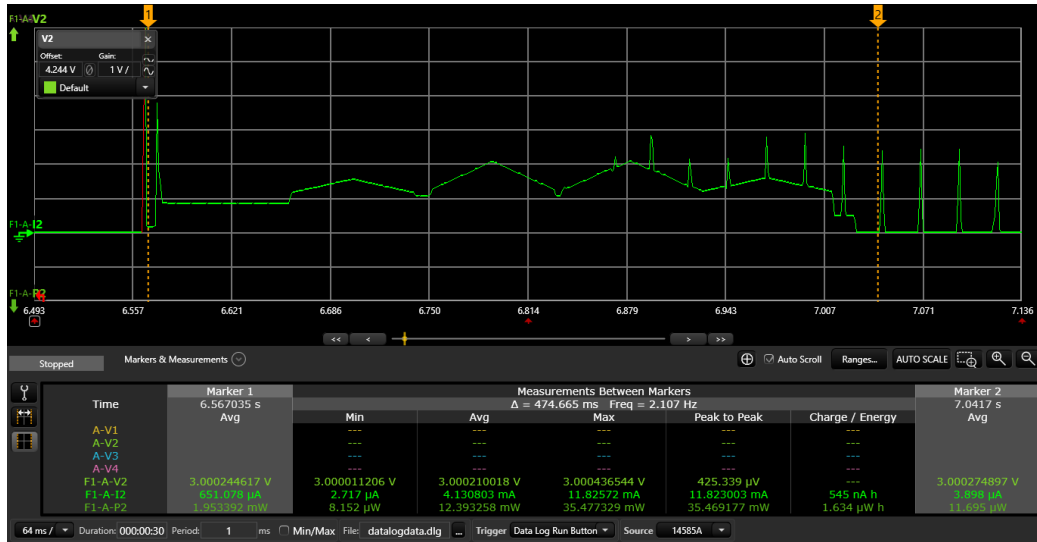 F1-A-V2
1
2
V2 ×
Offset: Gain:
4.244 V 1 V /
Default
F1-A-I2
F1-A-P2
6.493 6.557 6.621 6.686 6.750 6.814 6.879 6.943 7.007 7.071 7.136
<< < > >>
Stopped Markers & Measurements Auto Scroll Ranges... AUTO SCALE
Marker 1 Measurements Between Markers Marker 2
Time 6.567035 s Δ = 474.665 ms Freq = 2.107 Hz 7.0417 s
Avg Min Avg Max Peak to Peak Charge / Energy Avg
A-V1 --- --- --- --- ---
A-V2 --- --- --- --- ---
A-V3 --- --- --- --- ---
A-V4 --- --- --- --- ---
F1-A-V2 3.000244617 V 3.000011206 V 3.000210018 V 3.000436544 V 425.339 µV --- 3.000274897 V
F1-A-I2 651.078 µA 2.717 µA 4.130803 mA 11.82572 mA 11.823003 mA 545 nA h 3.898 µA
F1-A-P2 1.953392 mW 8.152 µW 12.393258 mW 35.477329 mW 35.469177 mW 1.634 µW h 11.695 µW
64 ms / Duration: 000:00:30 Period: 1 ms Min/Max File: datalogdata.dlg ... Trigger Data Log Run Button Source 14585A